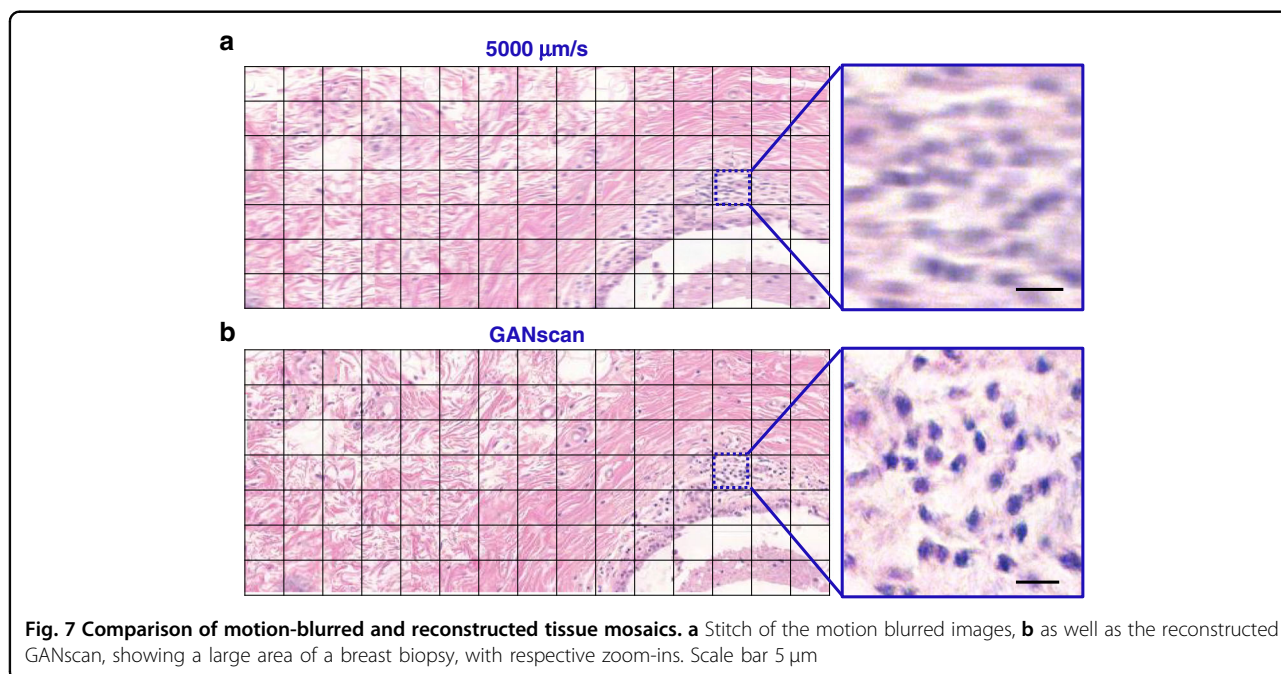 a
5000 µm/s
b
GANscan
Fig. 7 Comparison of motion-blurred and reconstructed tissue mosaics. a Stitch of the motion blurred images, b as well as the reconstructed
GANscan, showing a large area of a breast biopsy, with respective zoom-ins. Scale bar 5 µm